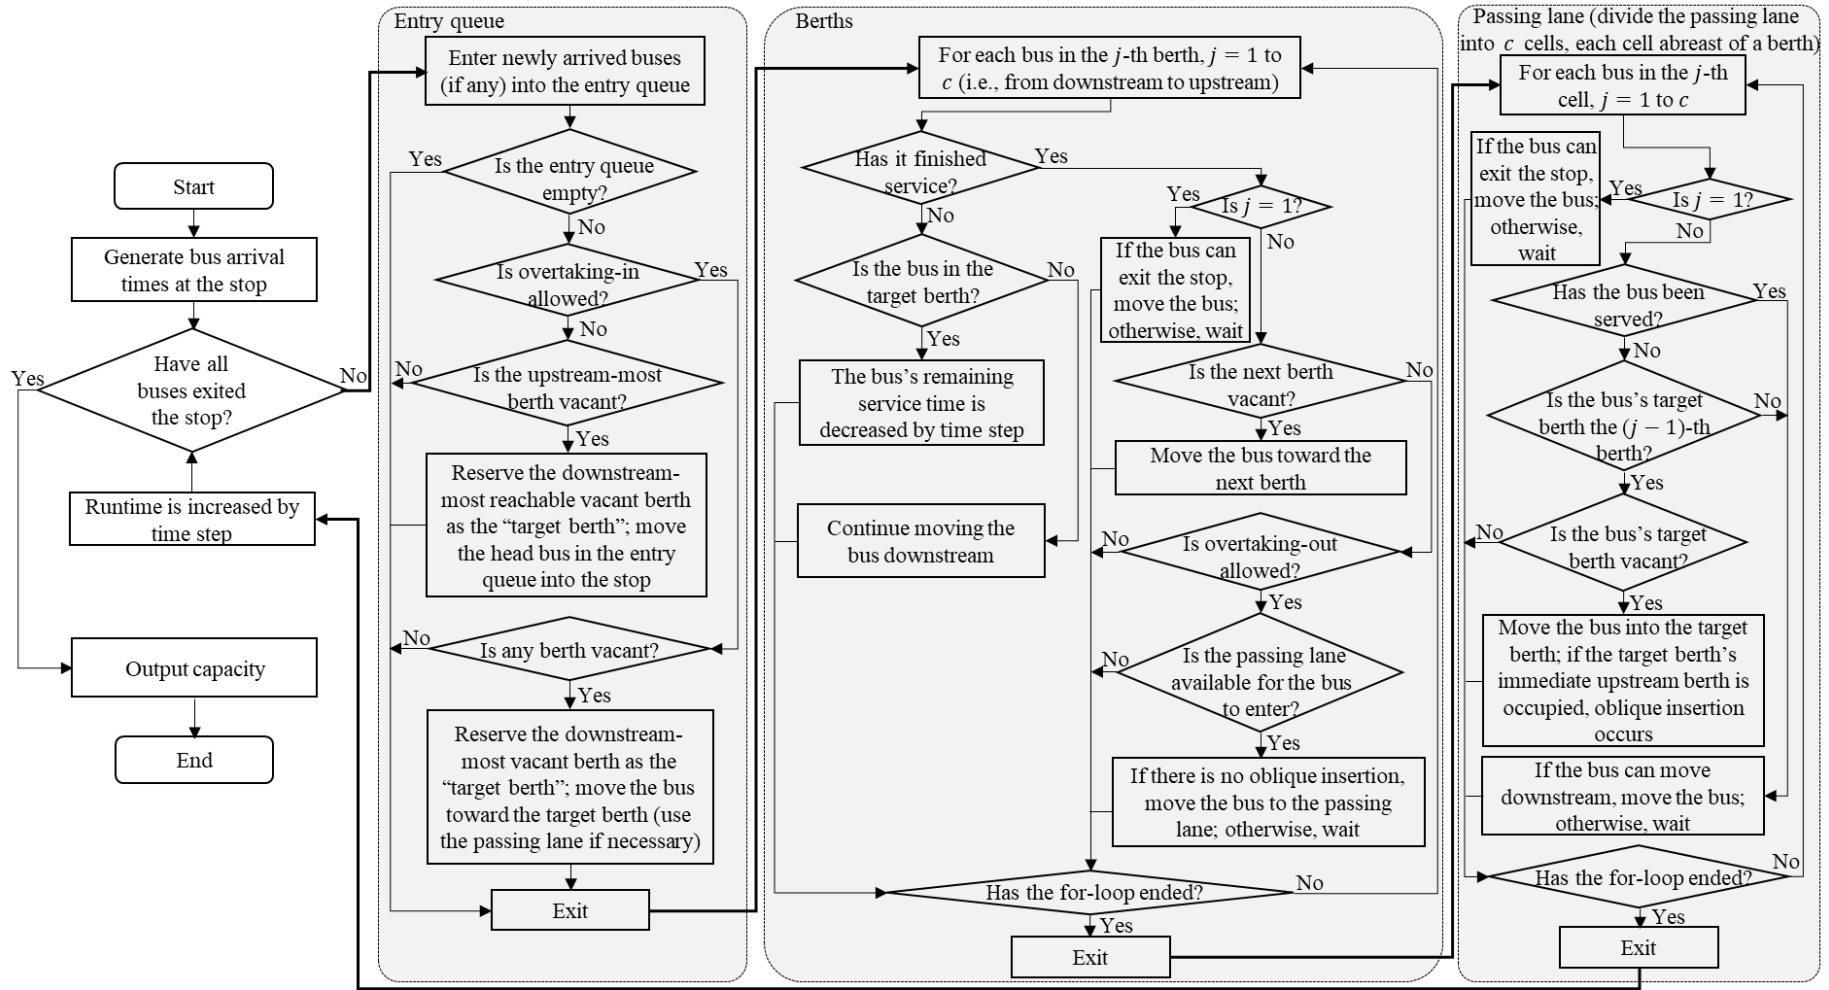 Start
Generate bus arrival
times at the stop
Have all
buses exited
the stop?
Yes
No
Runtime is increased by
time step
Output capacity
End
Entry queue
Enter newly arrived buses
(if any) into the entry queue
Is the entry queue
empty?
Yes
No
Is overtaking-in
allowed?
Yes
No
Is the upstream-most
berth vacant?
No
Yes
Reserve the downstream-
most reachable vacant berth
as the “target berth”; move
the head bus in the entry
queue into the stop
Is any berth vacant?
No
Yes
Reserve the downstream-
most vacant berth as the
“target berth”; move the bus
toward the target berth (use
the passing lane if necessary)
Exit
Berths
For each bus in the j-th berth, j = 1 to
c (i.e., from downstream to upstream)
Has it finished
service?
Yes
No
Is the bus in the
target berth?
No
Yes
The bus’s remaining
service time is
decreased by time step
Continue moving the
bus downstream
Is j = 1?
Yes
No
If the bus can
exit the stop,
move the bus;
otherwise, wait
Is the next berth
vacant?
No
Yes
Move the bus toward the
next berth
Is overtaking-out
allowed?
No
Yes
Is the passing lane
available for the bus
to enter?
No
Yes
If there is no oblique insertion,
move the bus to the passing
lane; otherwise, wait
Has the for-loop ended?
No
Yes
Exit
Passing lane (divide the passing lane
into c cells, each cell abreast of a berth)
For each bus in the j-th
cell, j = 1 to c
Is j = 1?
Yes
No
If the bus can
exit the stop,
move the bus;
otherwise,
wait
Has the bus been
served?
Yes
No
Is the bus’s target
berth the (j − 1)-th
berth?
No
Yes
Is the bus’s target
berth vacant?
No
Yes
Move the bus into the target
berth; if the target berth’s
immediate upstream berth is
occupied, oblique insertion
occurs
If the bus can move
downstream, move the bus;
otherwise, wait
Has the for-loop ended?
No
Yes
Exit